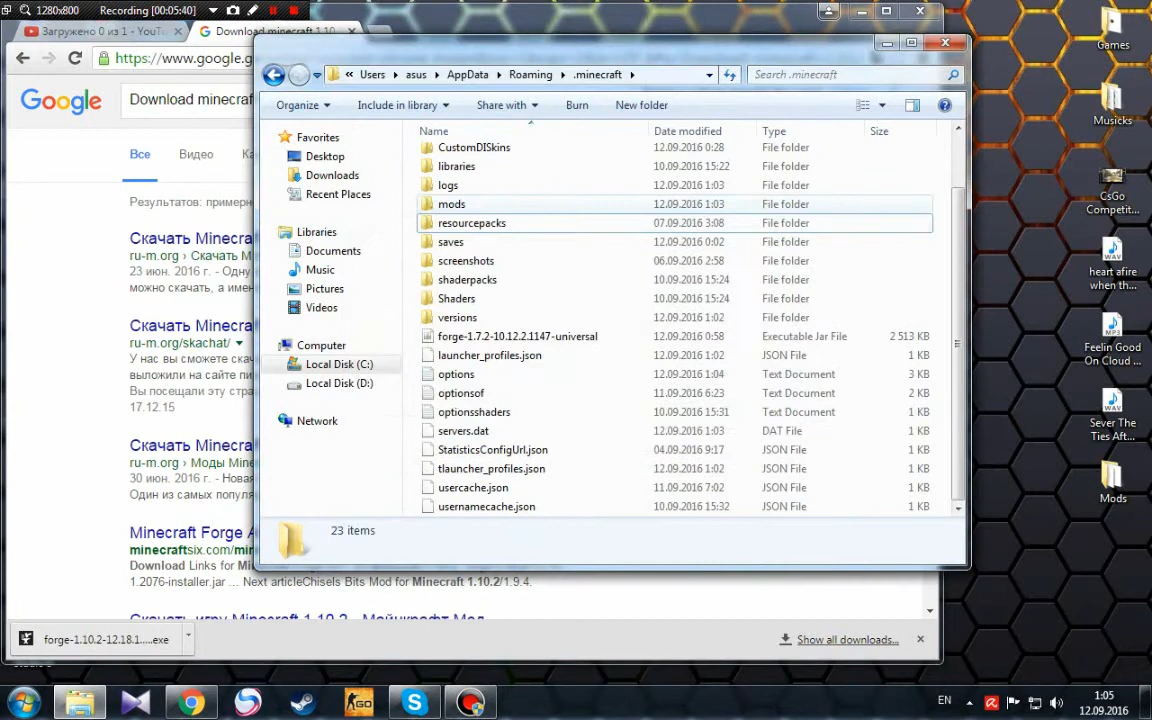 1280x800 Recording [00:05:40]
Загружено 0 из 1 - YouT
Download minecraft 1.10
https://www.google.g
Google
Download minecraf
Все Видео
Результатов: пример
Скачать Minecra
ru-m.org › Скачать М
23 июн. 2016 г. - Одну
можно скачать, а имен
Скачать Minecra
ru-m.org/skachat/
У нас вы сможете скач
выложили на сайте пи
Вы посещали эту стра
17.12.15
Скачать Minecra
ru-m.org › Моды Mine
30 июн. 2016 г. - Новая
Один из самых популя
Minecraft Forge A
minecraftsix.com/min
Download Links for Mi
1.2076-installer.jar ... Next articleChisels Bits Mod for Minecraft 1.10.2/1.9.4.
forge-1.10.2-12.18.1.....exe
Show all downloads...
« Users ▸ asus ▸ AppData ▸ Roaming ▸ .minecraft ▸
Search .minecraft
Organize Include in library Share with Burn New folder
Favorites
Desktop
Downloads
Recent Places
Libraries
Documents
Music
Pictures
Videos
Computer
Local Disk (C:)
Local Disk (D:)
Network
Name Date modified Type Size
CustomDISkins 12.09.2016 0:28 File folder
libraries 10.09.2016 15:22 File folder
logs 12.09.2016 1:03 File folder
mods 12.09.2016 1:03 File folder
resourcepacks 07.09.2016 3:08 File folder
saves 12.09.2016 0:02 File folder
screenshots 06.09.2016 2:58 File folder
shaderpacks 10.09.2016 15:24 File folder
Shaders 10.09.2016 15:24 File folder
versions 12.09.2016 1:02 File folder
forge-1.7.2-10.12.2.1147-universal 12.09.2016 0:58 Executable Jar File 2 513 KB
launcher_profiles.json 12.09.2016 1:02 JSON File 1 KB
options 12.09.2016 1:04 Text Document 3 KB
optionsof 11.09.2016 6:23 Text Document 2 KB
optionsshaders 10.09.2016 15:31 Text Document 1 KB
servers.dat 12.09.2016 1:03 DAT File 1 KB
StatisticsConfigUrl.json 04.09.2016 9:17 JSON File 1 KB
tlauncher_profiles.json 12.09.2016 1:02 JSON File 1 KB
usercache.json 11.09.2016 7:02 JSON File 1 KB
usernamecache.json 10.09.2016 15:32 JSON File 1 KB
23 items
Games
Musicks
CsGo
Competit...
heart afire
when th...
Feelin Good
On Cloud ...
Sever The
Ties Aft...
Mods
GO
EN
1:05
12.09.2016